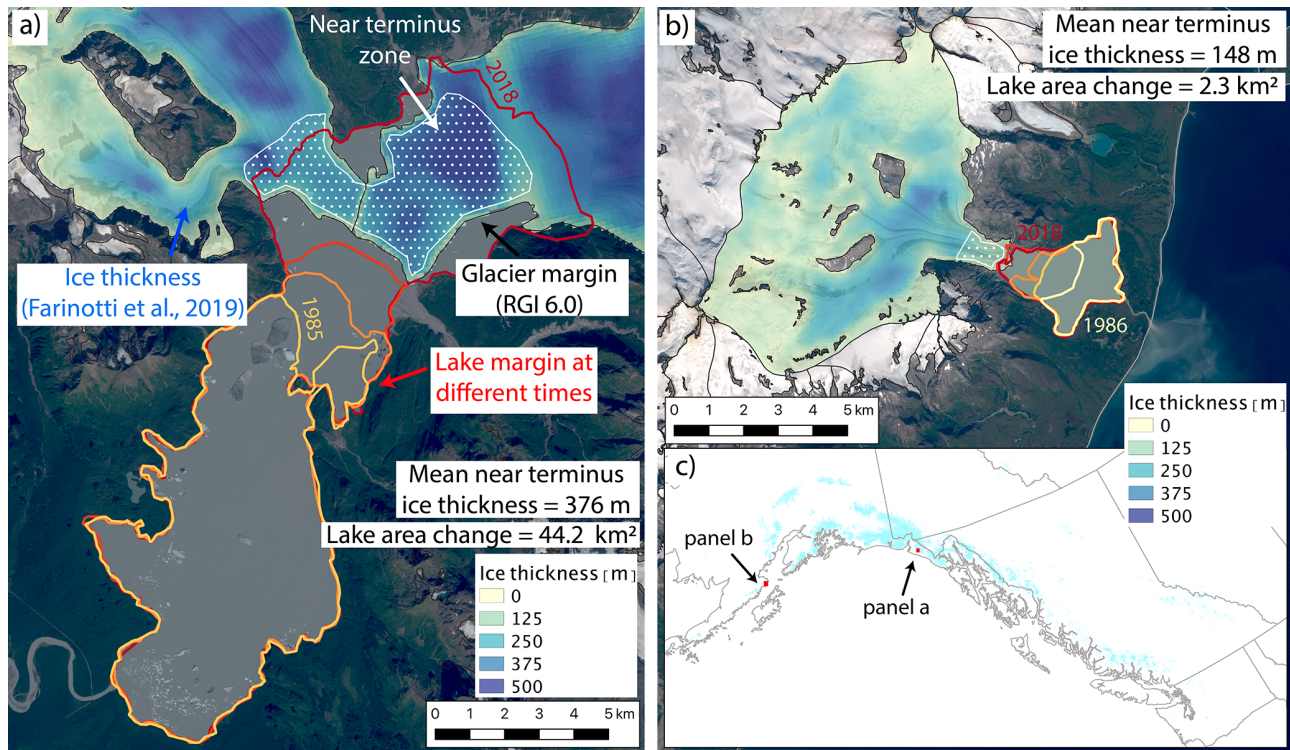 a)
Near terminus
zone
2018
Ice thickness
(Farinotti et al., 2019)
Glacier margin
(RGI 6.0)
1985
Lake margin at
different times
Mean near terminus
ice thickness = 376 m
Lake area change = 44.2 km²
Ice thickness [m]
0
125
250
375
500
0 1 2 3 4 5 km
b)
Mean near terminus
ice thickness = 148 m
Lake area change = 2.3 km²
2018
1986
0 1 2 3 4 5 km
Ice thickness [m]
0
125
250
375
500
c)
panel b
panel a